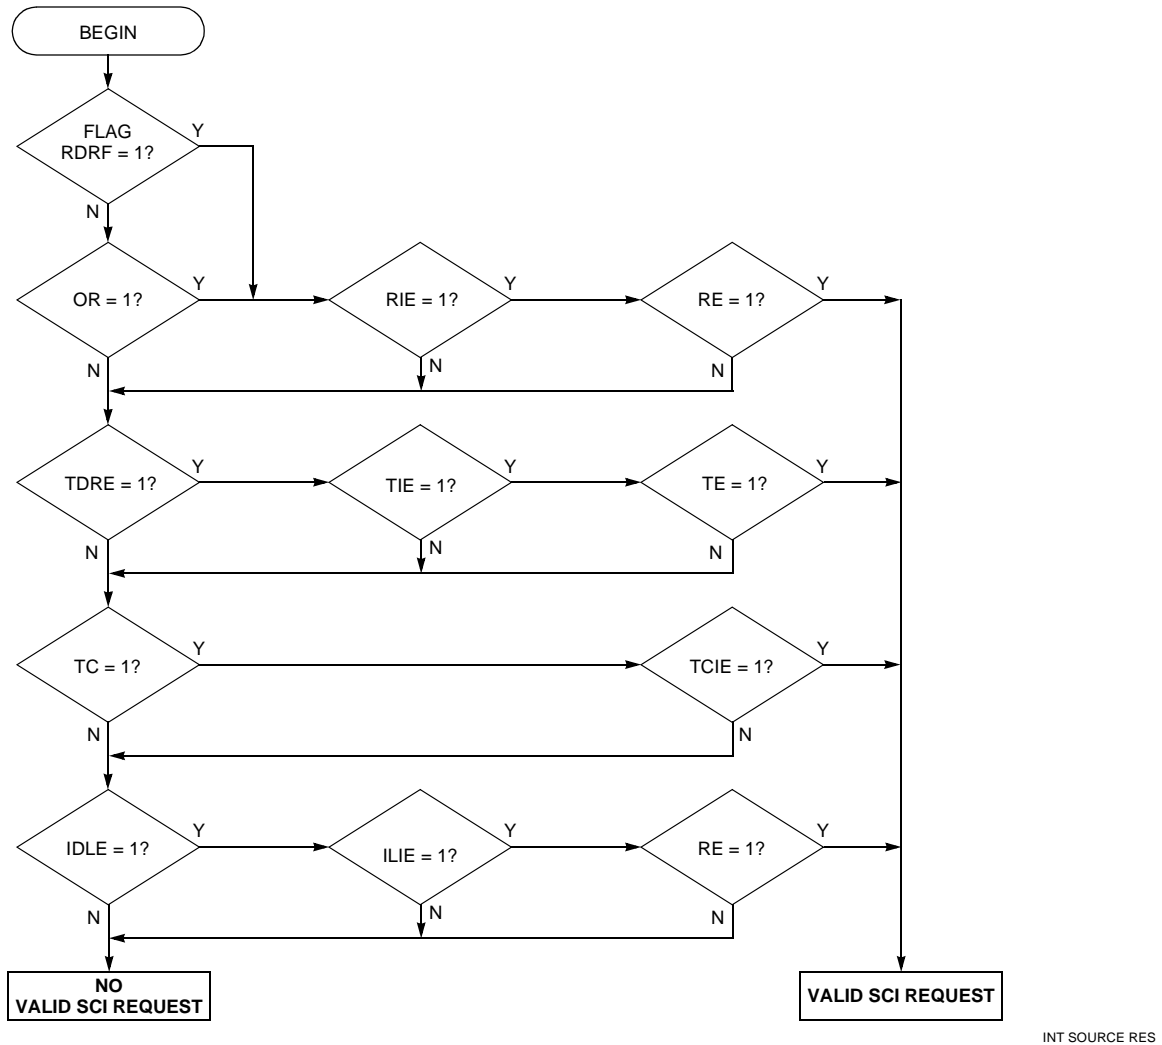 BEGIN
FLAG
RDRF = 1?
Y
N
OR = 1?
Y
RIE = 1?
Y
RE = 1?
Y
N
N
N
TDRE = 1?
Y
TIE = 1?
Y
TE = 1?
Y
N
N
N
TC = 1?
Y
TCIE = 1?
Y
N
N
IDLE = 1?
Y
ILIE = 1?
Y
RE = 1?
Y
N
N
N
NO
VALID SCI REQUEST
VALID SCI REQUEST
INT SOURCE RES